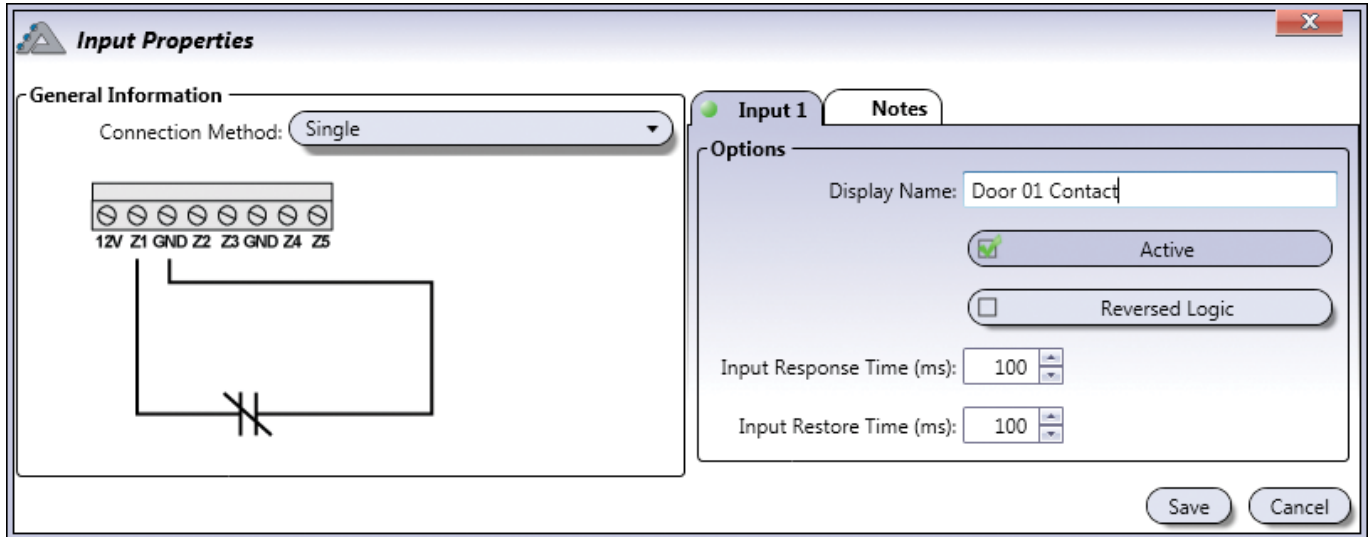 Input Properties
X
General Information
Connection Method: Single
12V Z1 GND Z2 Z3 GND Z4 Z5
Input 1 Notes
Options
Display Name: Door 01 Contact
Active
Reversed Logic
Input Response Time (ms): 100
Input Restore Time (ms): 100
Save Cancel